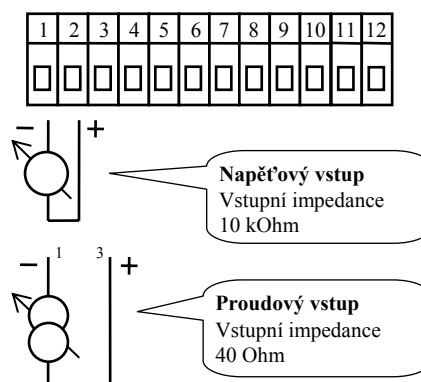 1 2 3 4 5 6 7 8 9 10 11 12
− +
Napěťový vstup
Vstupní impedance
10 kOhm
− 1 3 +
Proudový vstup
Vstupní impedance
40 Ohm